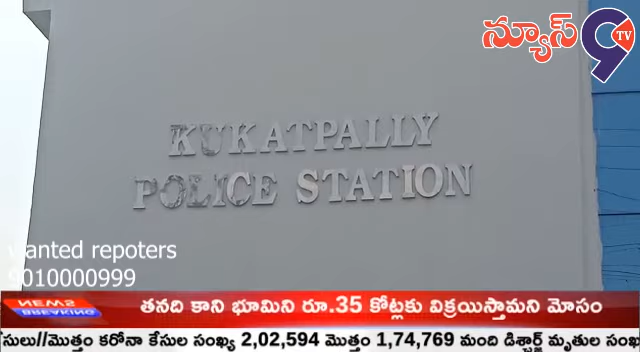 న్యూస్ 9 TV
KUKATPALLY
POLICE STATION
wanted repoters
9010000999
NEWS
BREAKING
తనది కాని భూమిని రూ.35 కోట్లకు విక్రయిస్తామని మోసం
సులు//మొత్తం కరోనా కేసుల సంఖ్య 2,02,594 మొత్తం 1,74,769 మంది డిశ్చార్జ్ మృతుల సంఖ